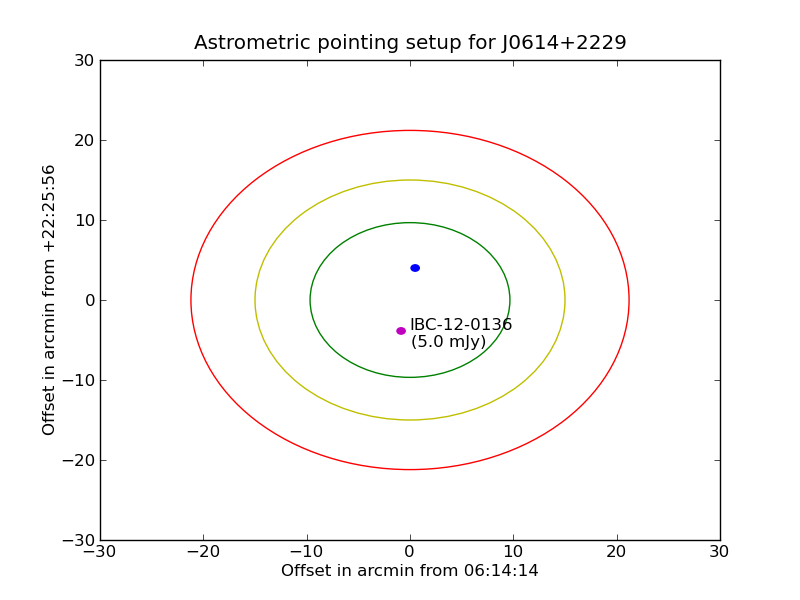 Astrometric pointing setup for J0614+2229
30
20
10
0
−10
−20
−30
Offset in arcmin from +22:25:56
IBC-12-0136
(5.0 mJy)
−30 −20 −10 0 10 20 30
Offset in arcmin from 06:14:14